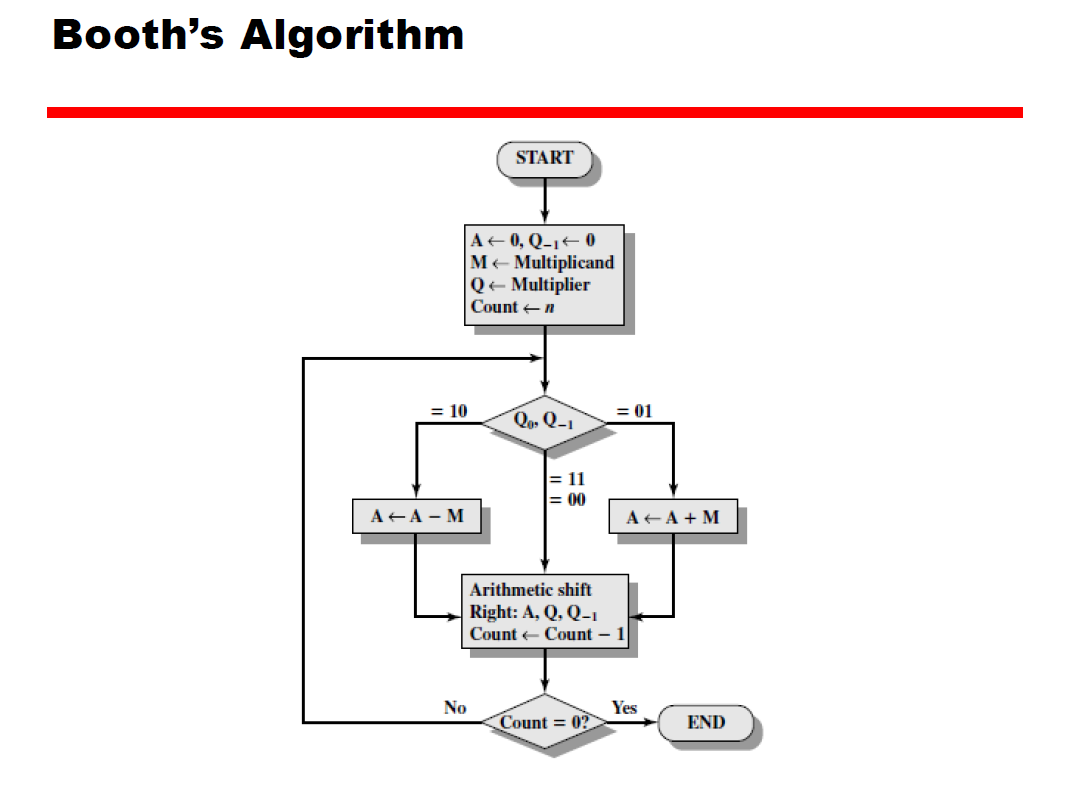 Booth's Algorithm
START
A ← 0, Q₋₁ ← 0
M ← Multiplicand
Q ← Multiplier
Count ← n
= 10
Q₀, Q₋₁
= 01
= 11
= 00
A ← A − M
A ← A + M
Arithmetic shift
Right: A, Q, Q₋₁
Count ← Count − 1
No
Count = 0?
Yes
END